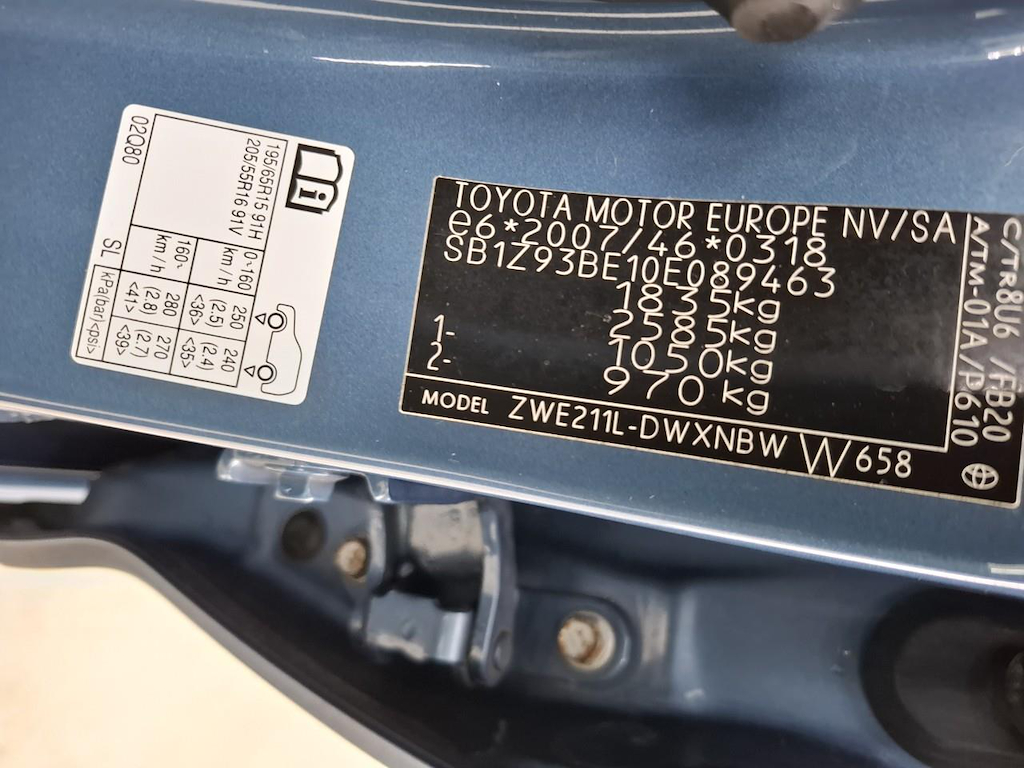 195/65R15 91H
205/55R16 91V
0~160 km/h
250 (2.5) <36>
240 (2.4) <35>
160~ km/h
280 (2.8) <41>
270 (2.7) <39>
SL
kPa(bar)<psi>
02Q80
TOYOTA MOTOR EUROPE NV/SA
e6*2007/46*0318
SB1Z93BE10E089463
1835kg
2585kg
1- 1050kg
2- 970 kg
MODEL ZWE211L-DWXNBW W658
C/TR8U6 /FB20
A/TM-01A/P610